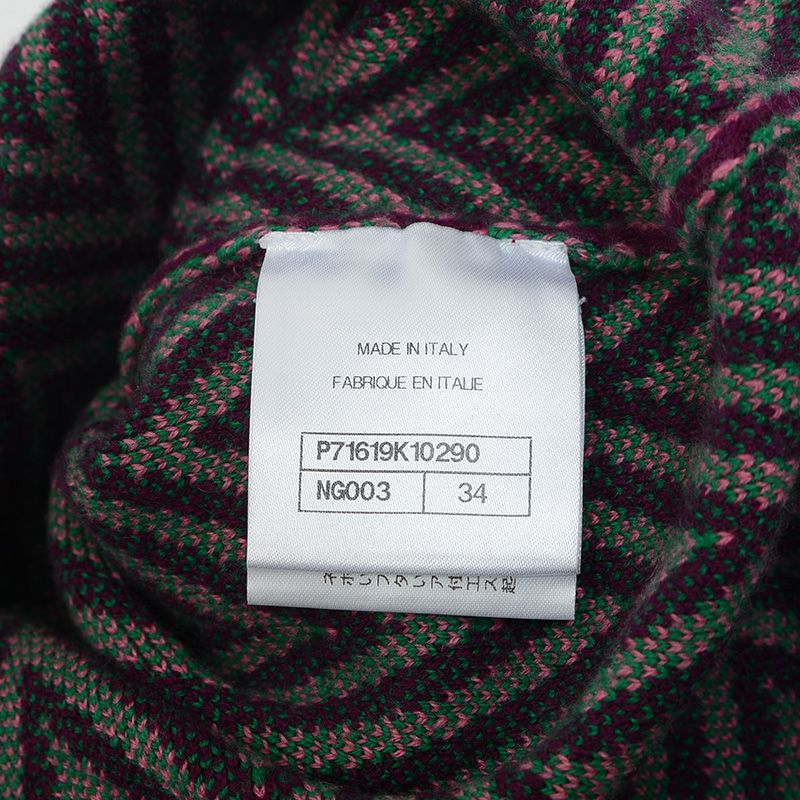 MADE IN ITALY
FABRIQUE EN ITALIE
P71619K10290
NG003 34